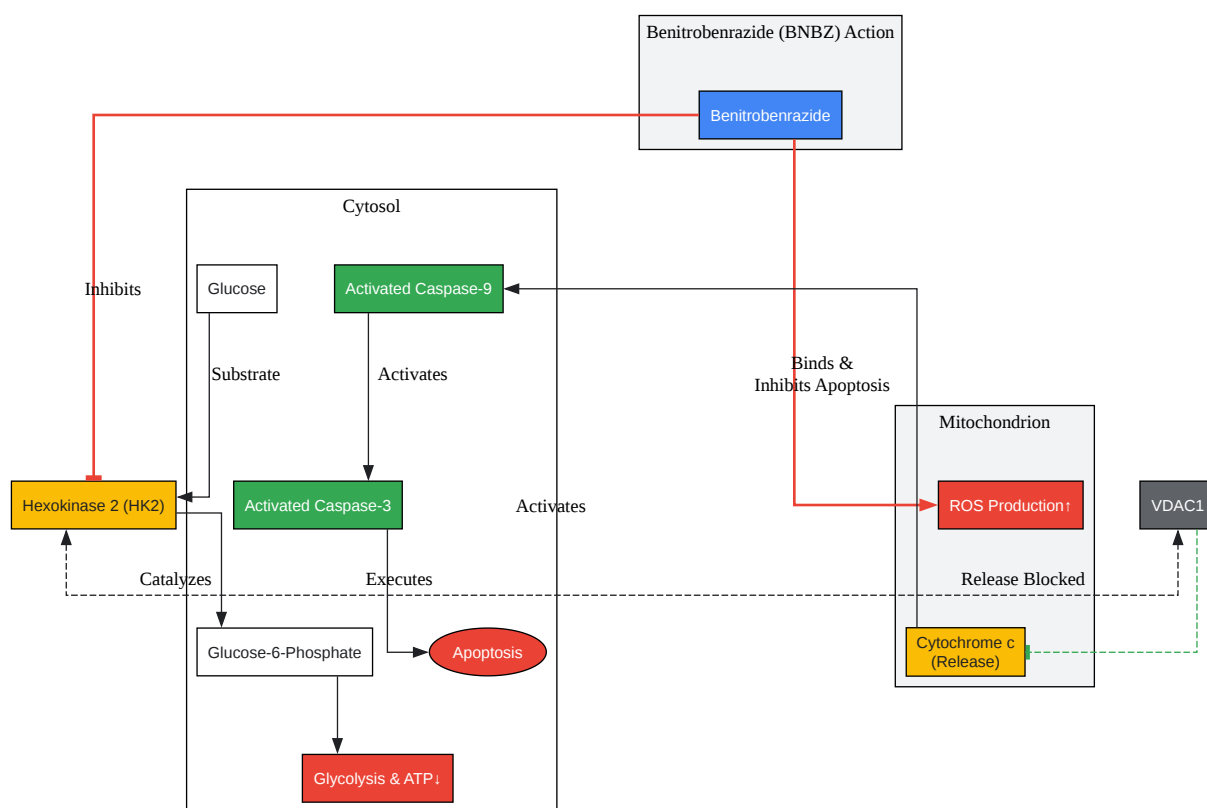 Benitrobenrazide (BNBZ) Action
Benitrobenrazide
Cytosol
Inhibits
Glucose
Activated Caspase-9
Substrate
Activates
Binds &
Inhibits Apoptosis
Mitochondrion
Hexokinase 2 (HK2)
Activated Caspase-3
Activates
ROS Production↑
VDAC1
Catalyzes
Executes
Release Blocked
Glucose-6-Phosphate
Apoptosis
Cytochrome c
(Release)
Glycolysis & ATP↓